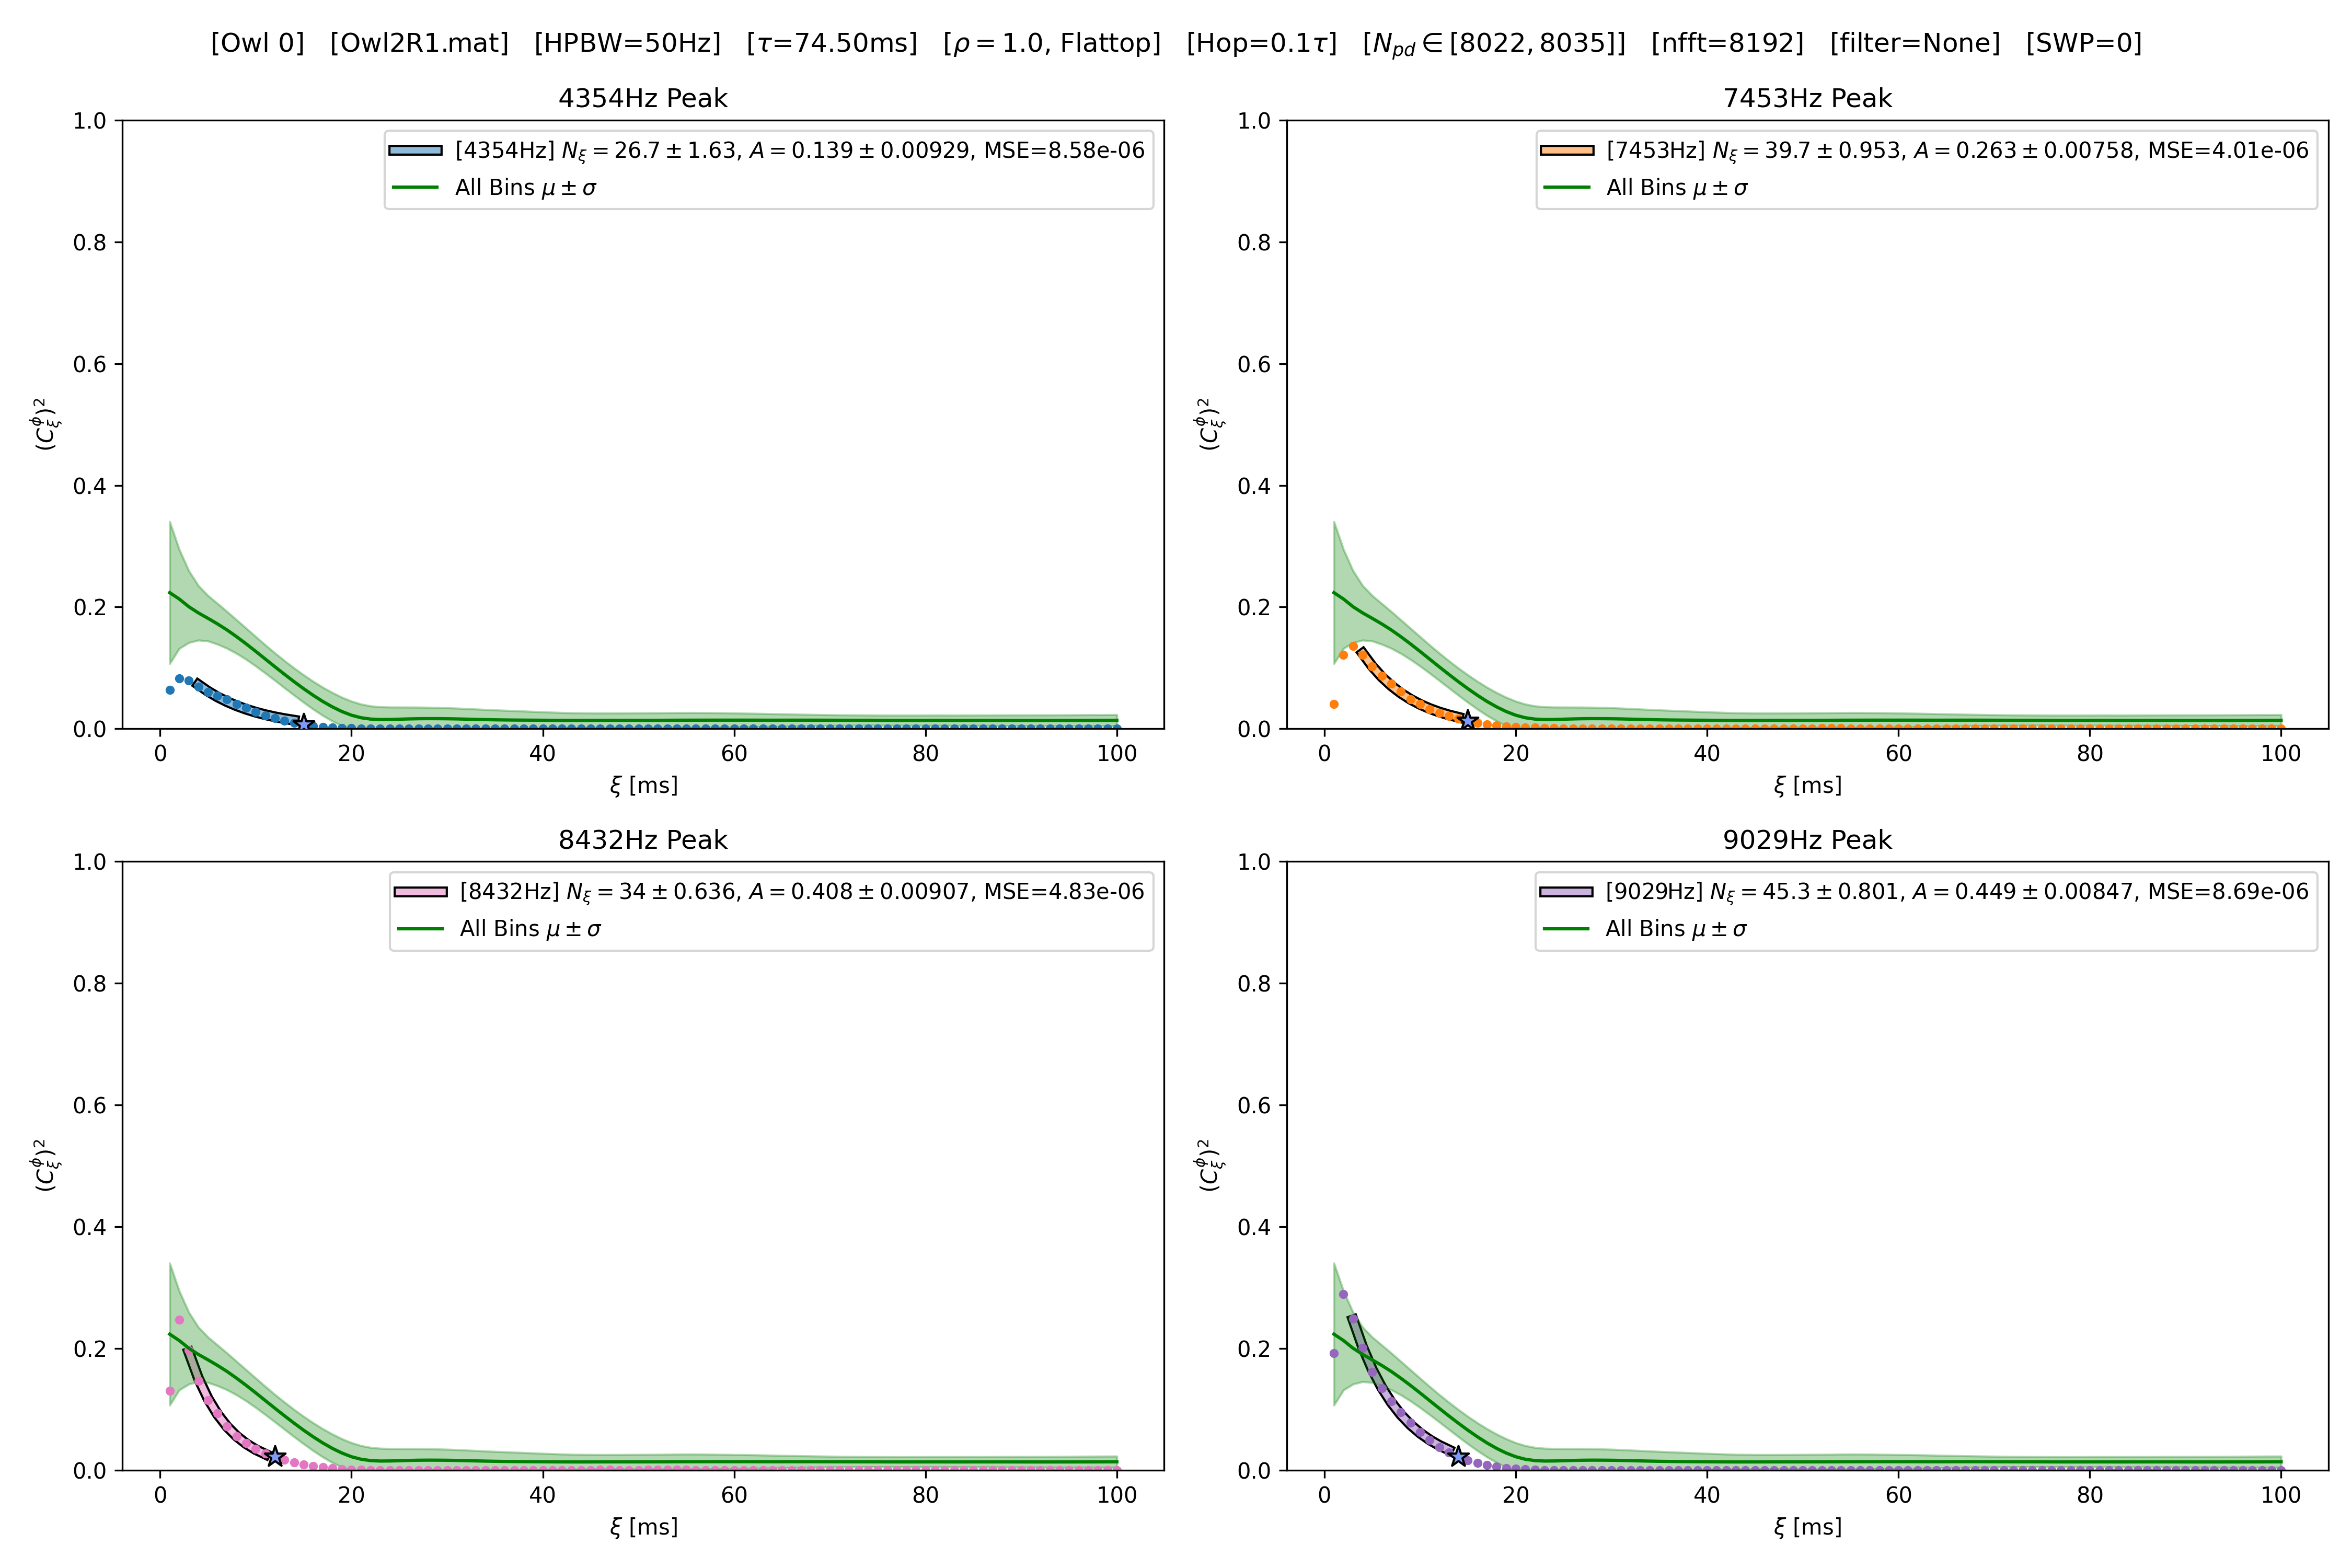 [Owl 0] [Owl2R1.mat] [HPBW=50Hz] [τ=74.50ms] [ρ = 1.0, Flattop] [Hop=0.1τ] [N_pd ∈ [8022, 8035]] [nfft=8192] [filter=None] [SWP=0]
4354Hz Peak
1.0
0.8
0.6
0.4
0.2
0.0
(C_ξ^ϕ)²
[4354Hz] N_ξ = 26.7 ± 1.63, A = 0.139 ± 0.00929, MSE=8.58e-06
All Bins μ ± σ
0 20 40 60 80 100
ξ [ms]
7453Hz Peak
1.0
0.8
0.6
0.4
0.2
0.0
(C_ξ^ϕ)²
[7453Hz] N_ξ = 39.7 ± 0.953, A = 0.263 ± 0.00758, MSE=4.01e-06
All Bins μ ± σ
0 20 40 60 80 100
ξ [ms]
8432Hz Peak
1.0
0.8
0.6
0.4
0.2
0.0
(C_ξ^ϕ)²
[8432Hz] N_ξ = 34 ± 0.636, A = 0.408 ± 0.00907, MSE=4.83e-06
All Bins μ ± σ
0 20 40 60 80 100
ξ [ms]
9029Hz Peak
1.0
0.8
0.6
0.4
0.2
0.0
(C_ξ^ϕ)²
[9029Hz] N_ξ = 45.3 ± 0.801, A = 0.449 ± 0.00847, MSE=8.69e-06
All Bins μ ± σ
0 20 40 60 80 100
ξ [ms]